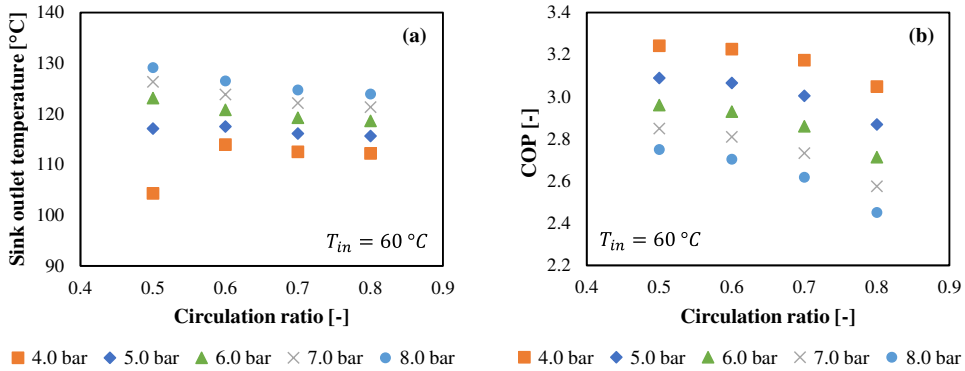 Sink outlet temperature [°C]
140
130
120
110
100
90
(a)
T_in = 60 °C
0.4 0.5 0.6 0.7 0.8 0.9
Circulation ratio [-]
4.0 bar 5.0 bar 6.0 bar 7.0 bar 8.0 bar
COP [-]
3.4
3.2
3.0
2.8
2.6
2.4
2.2
(b)
T_in = 60 °C
0.4 0.5 0.6 0.7 0.8 0.9
Circulation ratio [-]
4.0 bar 5.0 bar 6.0 bar 7.0 bar 8.0 bar